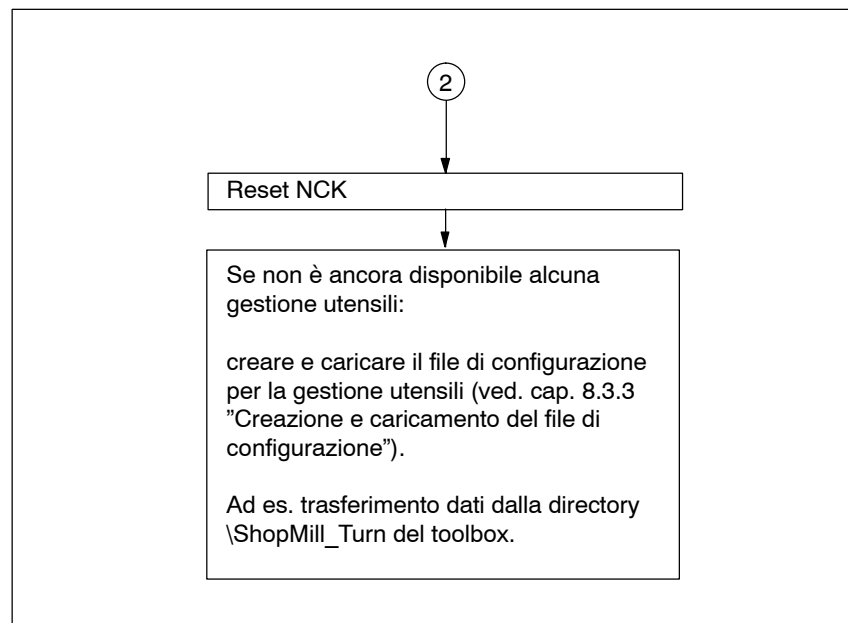 2
Reset NCK
Se non è ancora disponibile alcuna
gestione utensili:
creare e caricare il file di configurazione
per la gestione utensili (ved. cap. 8.3.3
”Creazione e caricamento del file di
configurazione”).
Ad es. trasferimento dati dalla directory
\ShopMill_Turn del toolbox.